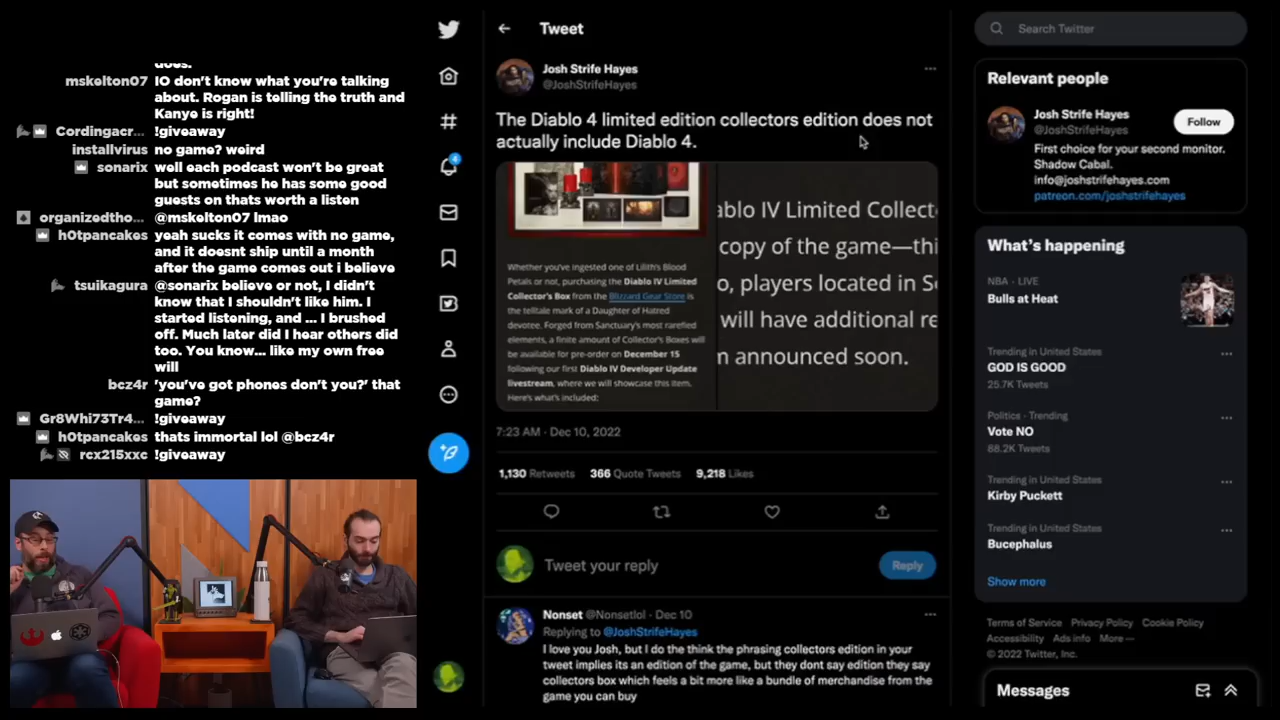 does.
mskelton07 IO don't know what you're talking
about. Rogan is telling the truth and
Kanye is right!
Cordingacr... !giveaway
installvirus no game? weird
sonarix well each podcast won't be great
but sometimes he has some good
guests on thats worth a listen
organizedtho... @mskelton07 lmao
h0tpancakes yeah sucks it comes with no game,
and it doesnt ship until a month
after the game comes out i believe
tsuikagura @sonarix believe or not, I didn't
know that I shouldn't like him. I
started listening, and ... I brushed
off. Much later did I hear others did
too. You know... like my own free
will
bcz4r 'you've got phones don't you?' that
game?
Gr8Whi73Tr4... !giveaway
h0tpancakes thats immortal lol @bcz4r
rcx215xxc !giveaway
4
Tweet
Josh Strife Hayes
@JoshStrifeHayes
The Diablo 4 limited edition collectors edition does not
actually include Diablo 4.
Whether you've ingested one of Lilith's Blood
Petals or not, purchasing the Diablo IV Limited
Collector's Box from the Blizzard Gear Store is
the telltale mark of a Daughter of Hatred
devotee. Forged from Sanctuary's most rarefied
elements, a finite amount of Collector's Boxes will
be available for pre-order on December 15
following our first Diablo IV Developer Update
livestream, where we will showcase this item.
Here's what's included:
ablo IV Limited Collect
copy of the game—thi
o, players located in S
will have additional re
n announced soon.
7:23 AM · Dec 10, 2022
1,130 Retweets 366 Quote Tweets 9,218 Likes
Tweet your reply
Reply
Nonset @Nonsetlol · Dec 10
Replying to @JoshStrifeHayes
I love you Josh, but I do the think the phrasing collectors edition in your
tweet implies its an edition of the game, but they dont say edition they say
collectors box which feels a bit more like a bundle of merchandise from the
game you can buy
Search Twitter
Relevant people
Josh Strife Hayes
@JoshStrifeHayes
Follow
First choice for your second monitor.
Shadow Cabal.
info@joshstrifehayes.com
patreon.com/joshstrifehayes
What's happening
NBA · LIVE
Bulls at Heat
Trending in United States
GOD IS GOOD
25.7K Tweets
Politics · Trending
Vote NO
88.2K Tweets
Trending in United States
Kirby Puckett
Trending in United States
Bucephalus
Show more
Terms of Service Privacy Policy Cookie Policy
Accessibility Ads info More
© 2022 Twitter, Inc.
Messages